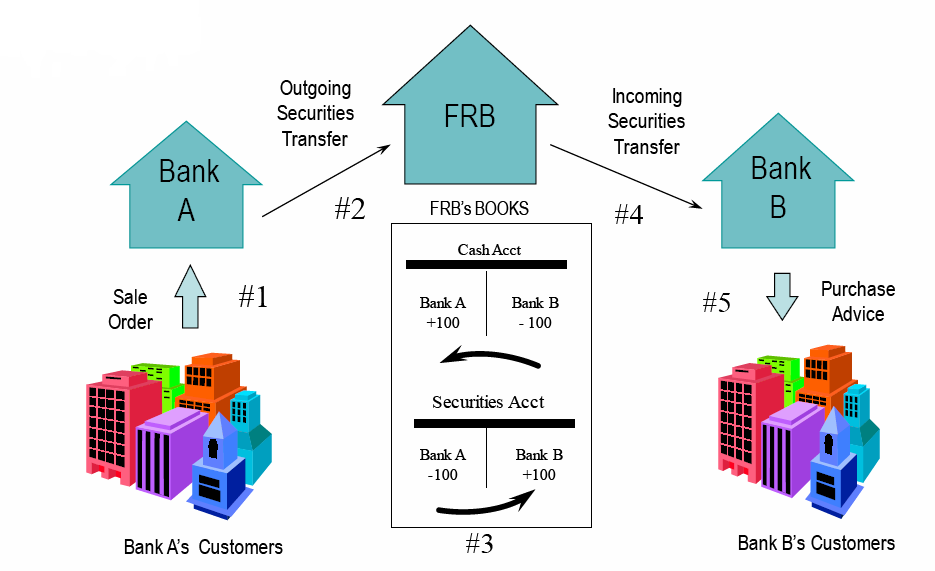 Outgoing
Securities
Transfer
FRB
Incoming
Securities
Transfer
Bank
A
Bank
B
#2
#4
FRB's BOOKS
Cash Acct
Bank A
+100
Bank B
- 100
Sale
Order
#1
#5
Purchase
Advice
Securities Acct
Bank A
-100
Bank B
+100
#3
Bank A's Customers
Bank B's Customers